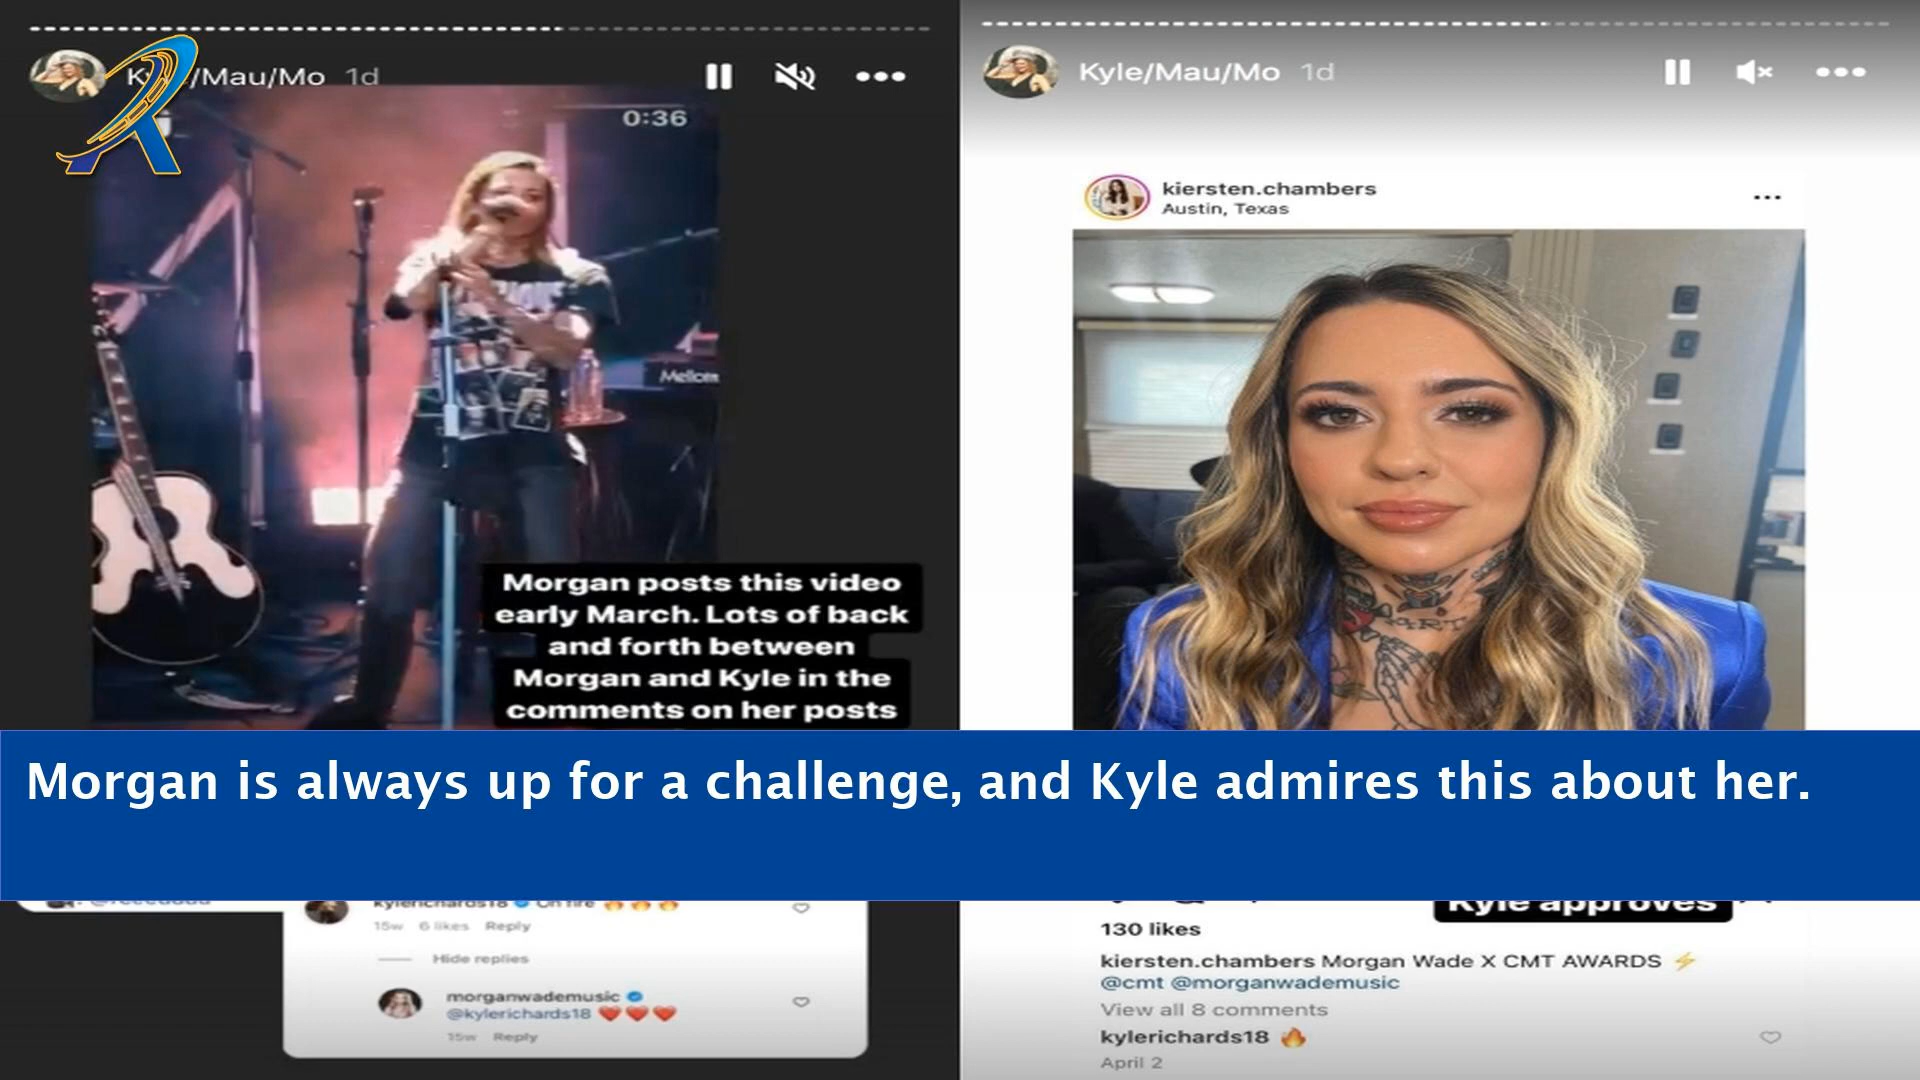 Kyle/Mau/Mo 1d
0:36
Mellotron
Morgan posts this video
early March. Lots of back
and forth between
Morgan and Kyle in the
comments on her posts
Kyle/Mau/Mo 1d
kiersten.chambers
Austin, Texas
Morgan is always up for a challenge, and Kyle admires this about her.
kylerichards18 On fire 🔥🔥🔥
15w 6 likes Reply
Hide replies
morganwademusic
@kylerichards18 ❤️❤️❤️
15w Reply
Kyle approves
130 likes
kiersten.chambers Morgan Wade X CMT AWARDS ⚡
@cmt @morganwademusic
View all 8 comments
kylerichards18 🔥
April 2